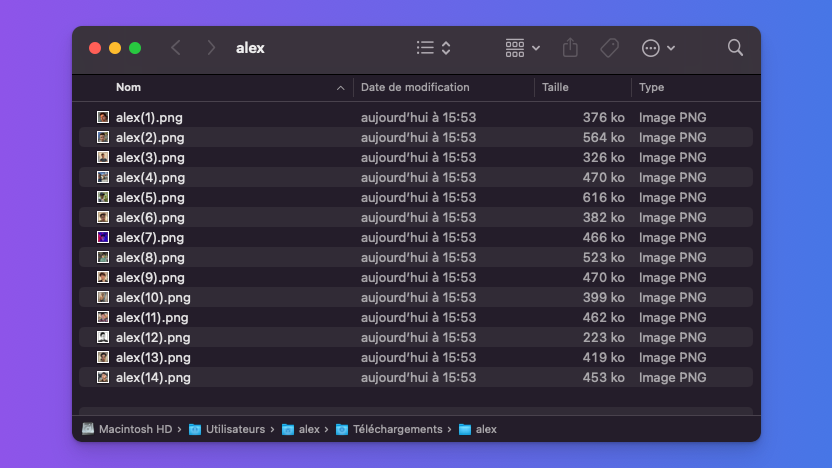 alex
Nom Date de modification Taille Type
alex(1).png aujourd'hui à 15:53 376 ko Image PNG
alex(2).png aujourd'hui à 15:53 564 ko Image PNG
alex(3).png aujourd'hui à 15:53 326 ko Image PNG
alex(4).png aujourd'hui à 15:53 470 ko Image PNG
alex(5).png aujourd'hui à 15:53 616 ko Image PNG
alex(6).png aujourd'hui à 15:53 382 ko Image PNG
alex(7).png aujourd'hui à 15:53 466 ko Image PNG
alex(8).png aujourd'hui à 15:53 523 ko Image PNG
alex(9).png aujourd'hui à 15:53 470 ko Image PNG
alex(10).png aujourd'hui à 15:53 399 ko Image PNG
alex(11).png aujourd'hui à 15:53 462 ko Image PNG
alex(12).png aujourd'hui à 15:53 223 ko Image PNG
alex(13).png aujourd'hui à 15:53 419 ko Image PNG
alex(14).png aujourd'hui à 15:53 453 ko Image PNG
Macintosh HD › Utilisateurs › alex › Téléchargements › alex